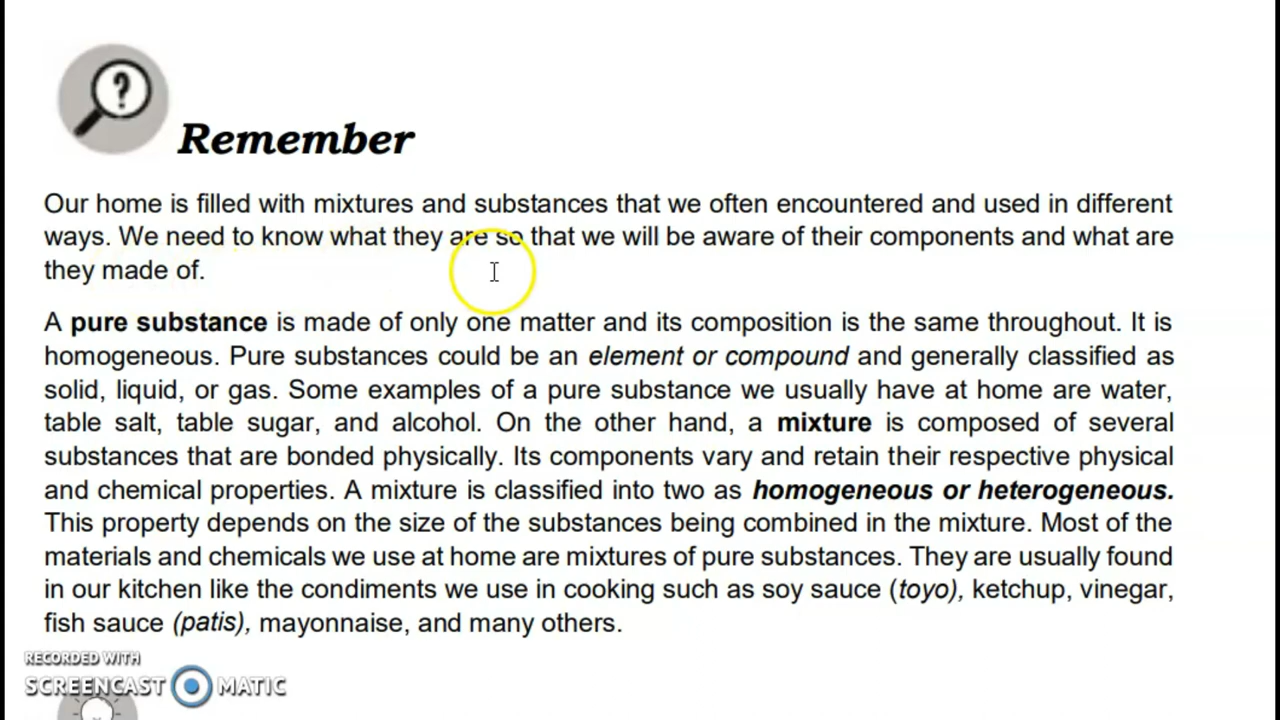 ?
Remember
Our home is filled with mixtures and substances that we often encountered and used in different
ways. We need to know what they are so that we will be aware of their components and what are
they made of.
A pure substance is made of only one matter and its composition is the same throughout. It is
homogeneous. Pure substances could be an element or compound and generally classified as
solid, liquid, or gas. Some examples of a pure substance we usually have at home are water,
table salt, table sugar, and alcohol. On the other hand, a mixture is composed of several
substances that are bonded physically. Its components vary and retain their respective physical
and chemical properties. A mixture is classified into two as homogeneous or heterogeneous.
This property depends on the size of the substances being combined in the mixture. Most of the
materials and chemicals we use at home are mixtures of pure substances. They are usually found
in our kitchen like the condiments we use in cooking such as soy sauce (toyo), ketchup, vinegar,
fish sauce (patis), mayonnaise, and many others.
RECORDED WITH
SCREENCAST MATIC